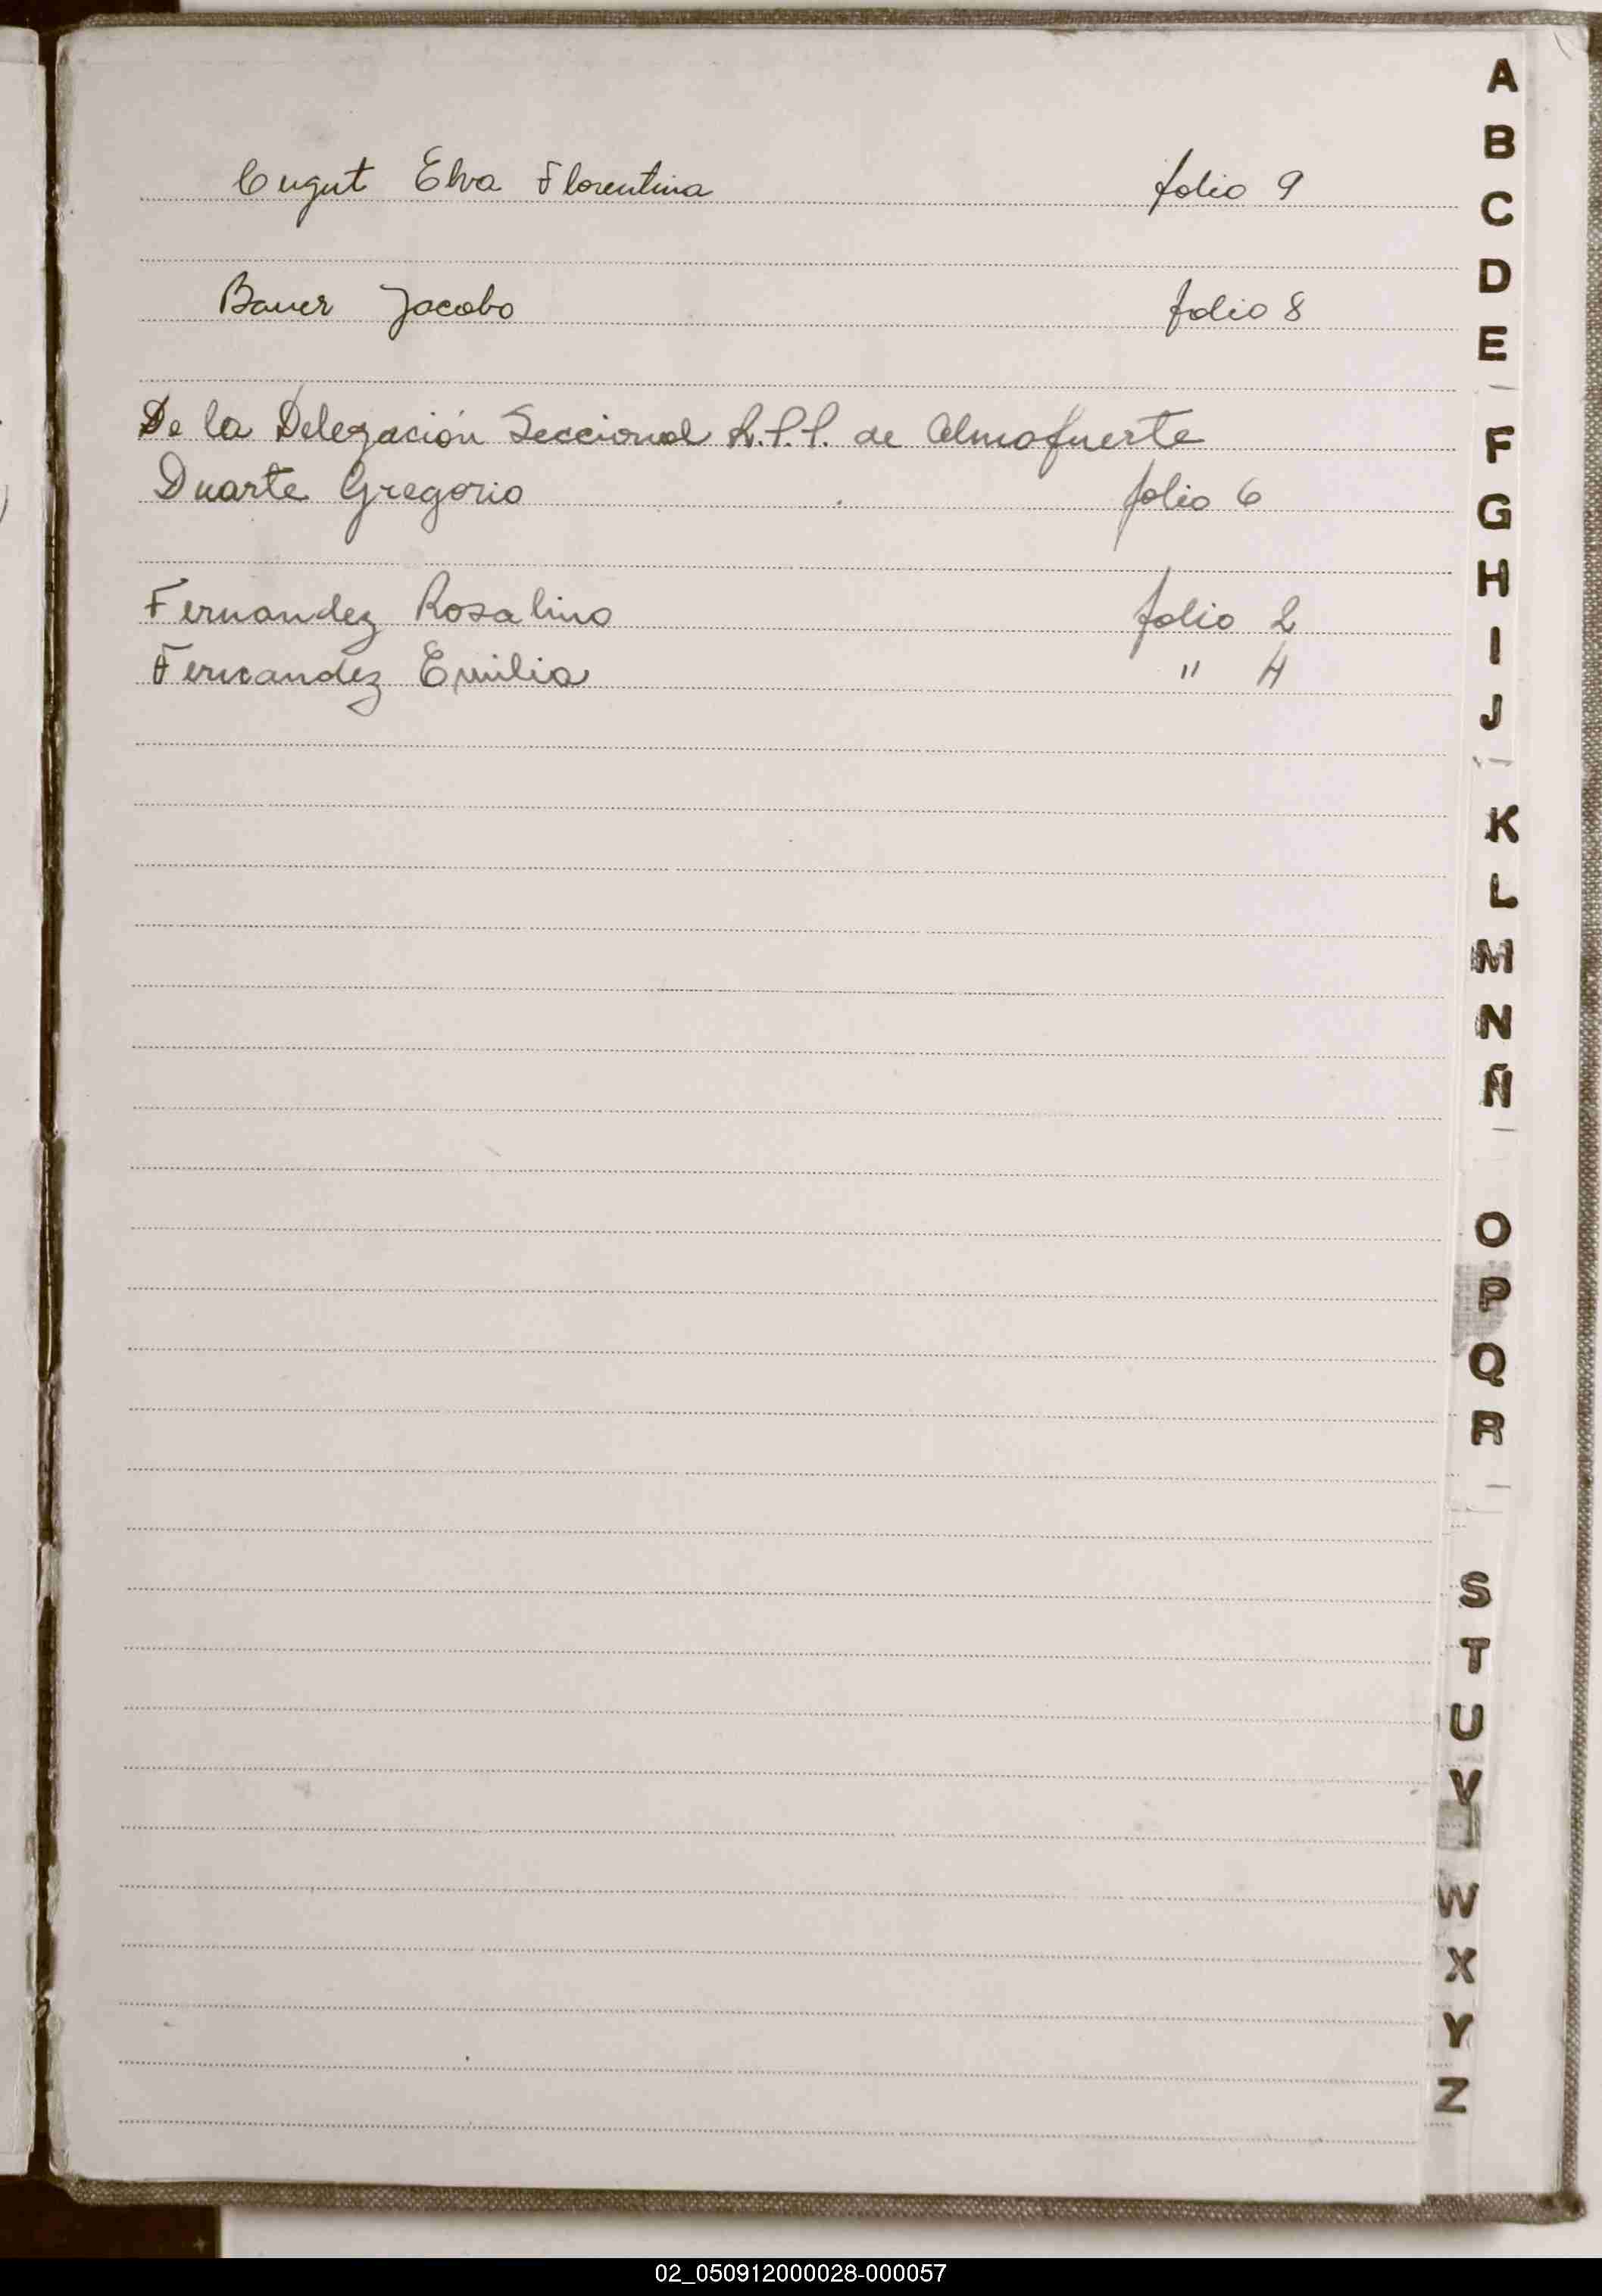 Cugut Elva Florentina folio 9
Bauer Jacobo folio 8
De la Delegación Seccional R.P.P. de Almafuerte
Duarte Gregorio folio 6
Fernandez Rosalino folio 2
Fernandez Emilia " 4
A
B
C
D
E
F
G
H
I
J
K
L
M
N
Ñ
O
P
Q
R
S
T
U
V
W
X
Y
Z
02_050912000028-000057